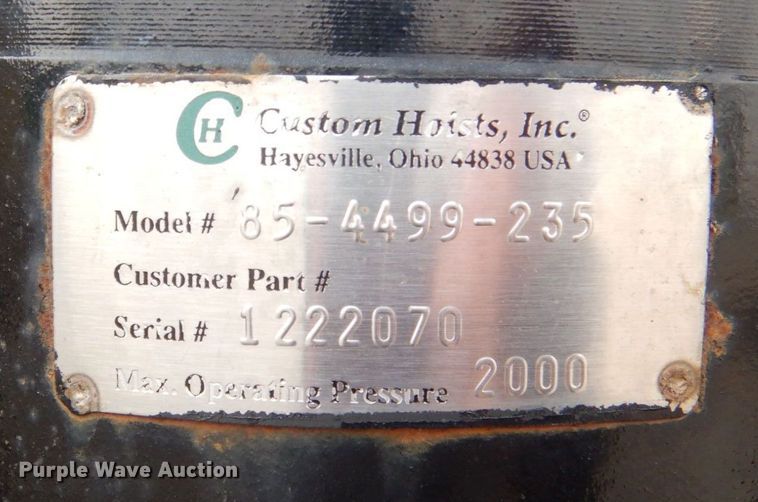 CH Custom Hoists, Inc.®
Hayesville, Ohio 44838 USA
Model # 85-4499-235
Customer Part #
Serial # 1222070
Max. Operating Pressure 2000
Purple Wave Auction